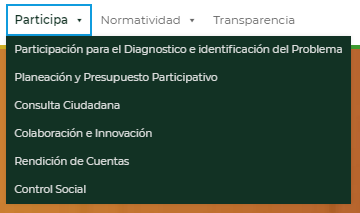 Participa Normatividad Transparencia
Participación para el Diagnostico e identificación del Problema
Planeación y Presupuesto Participativo
Consulta Ciudadana
Colaboración e Innovación
Rendición de Cuentas
Control Social